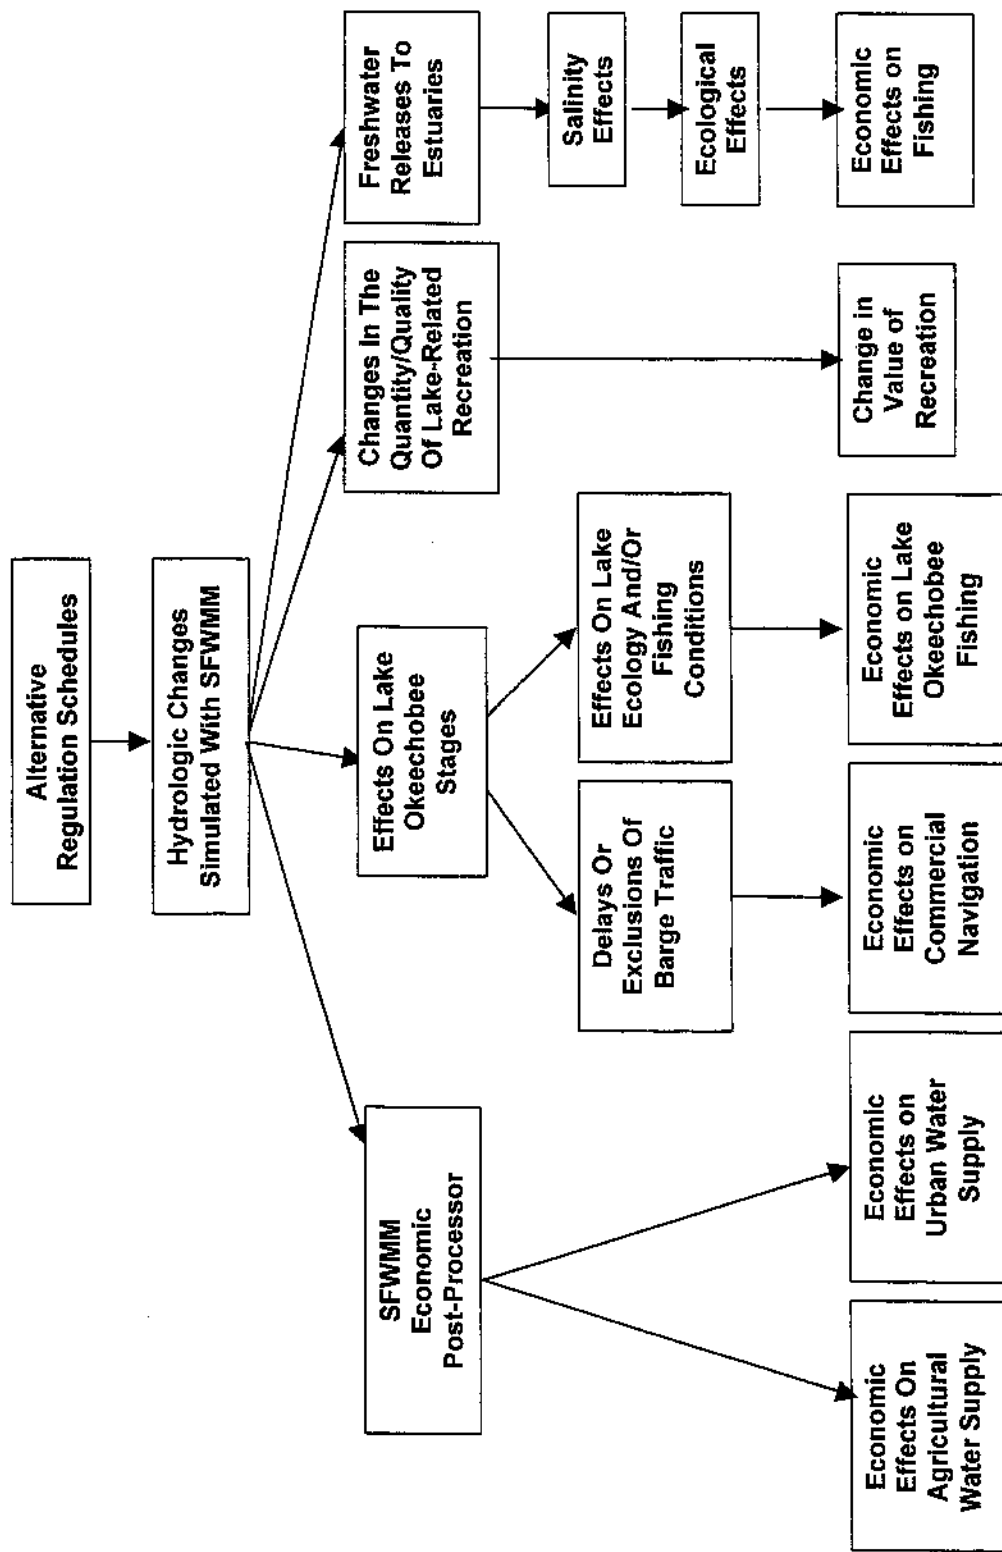 Alternative
Regulation Schedules
Hydrologic Changes
Simulated With SFWMM
SFWMM
Economic
Post-Processor
Effects On Lake
Okeechobee
Stages
Changes In The
Quantity/Quality
Of Lake-Related
Recreation
Freshwater
Releases To
Estuaries
Salinity
Effects
Delays Or
Exclusions Of
Barge Traffic
Effects On Lake
Ecology And/Or
Fishing
Conditions
Ecological
Effects
Economic
Effects On
Agricultural
Water Supply
Economic
Effects on
Urban Water
Supply
Economic
Effects on
Commercial
Navigation
Economic
Effects on Lake
Okeechobee
Fishing
Change in
Value of
Recreation
Economic
Effects on
Fishing